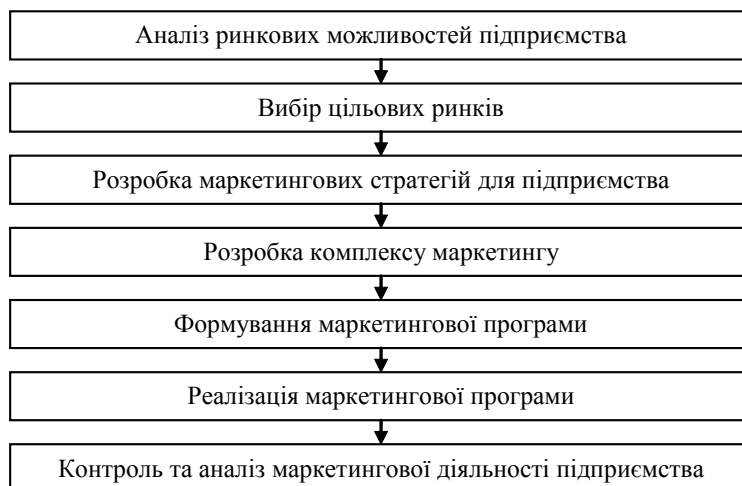 Аналіз ринкових можливостей підприємства
Вибір цільових ринків
Розробка маркетингових стратегій для підприємства
Розробка комплексу маркетингу
Формування маркетингової програми
Реалізація маркетингової програми
Контроль та аналіз маркетингової діяльності підприємства